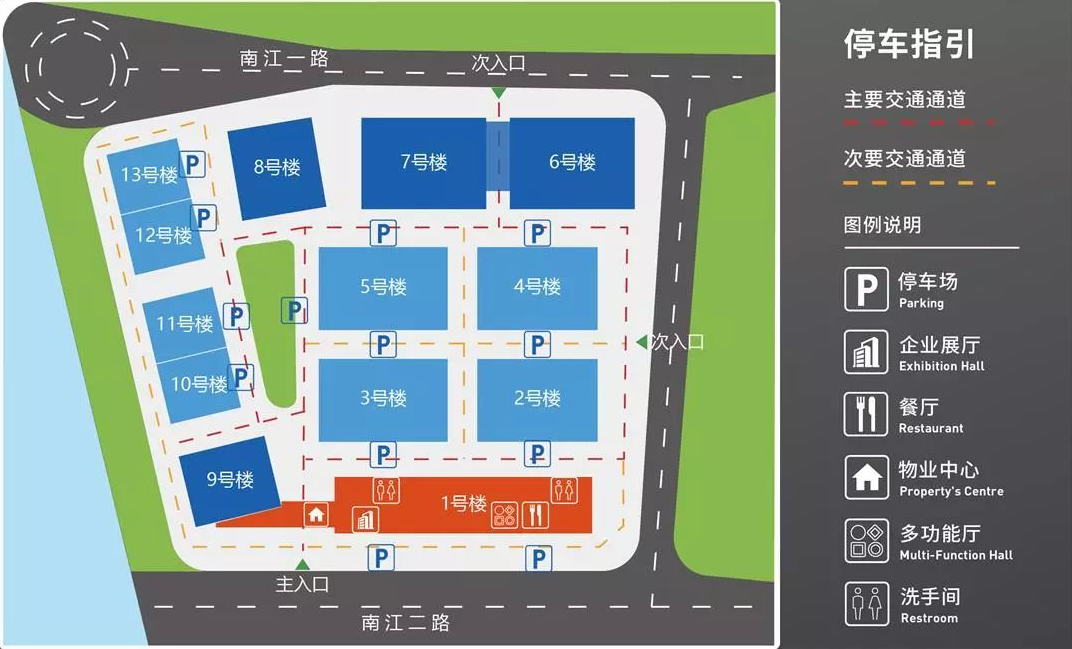 南江一路
次入口
13号楼
P
8号楼
7号楼
6号楼
12号楼
P
P
P
5号楼
4号楼
11号楼
P
P
次入口
P
P
10号楼
P
3号楼
2号楼
P
P
9号楼
1号楼
P
P
主入口
南江二路
停车指引
主要交通通道
次要交通通道
图例说明
P
停车场
Parking
企业展厅
Exhibition Hall
餐厅
Restaurant
物业中心
Property's Centre
多功能厅
Multi-Function Hall
洗手间
Restroom